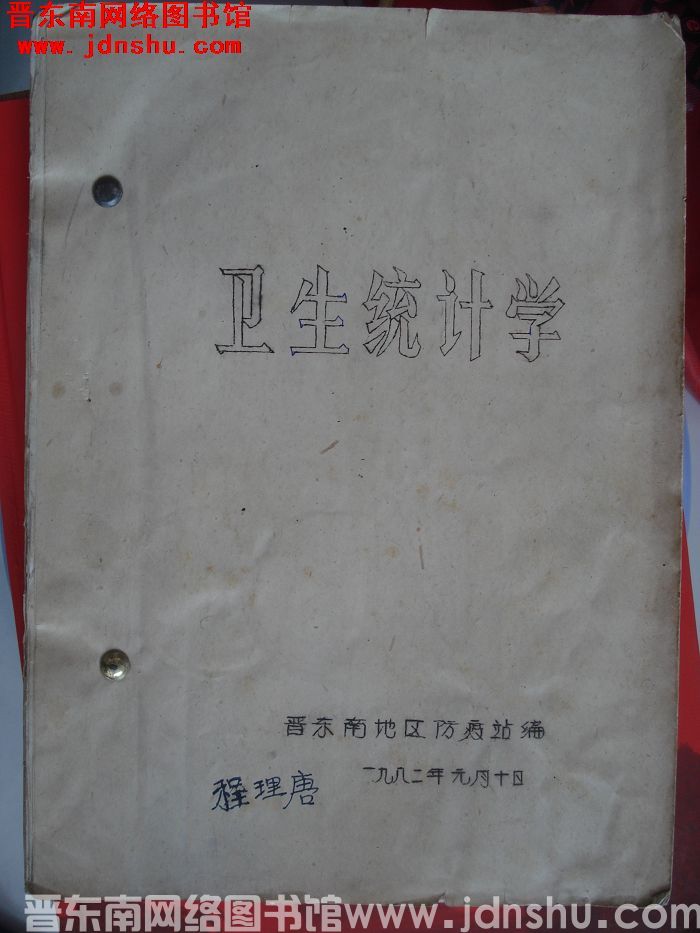 晋东南网络图书馆
www.jdnshu.com
卫生统计学
晋东南地区防疫站编
一九八二年元月十日
程理唐
晋东南网络图书馆www.jdnshu.com